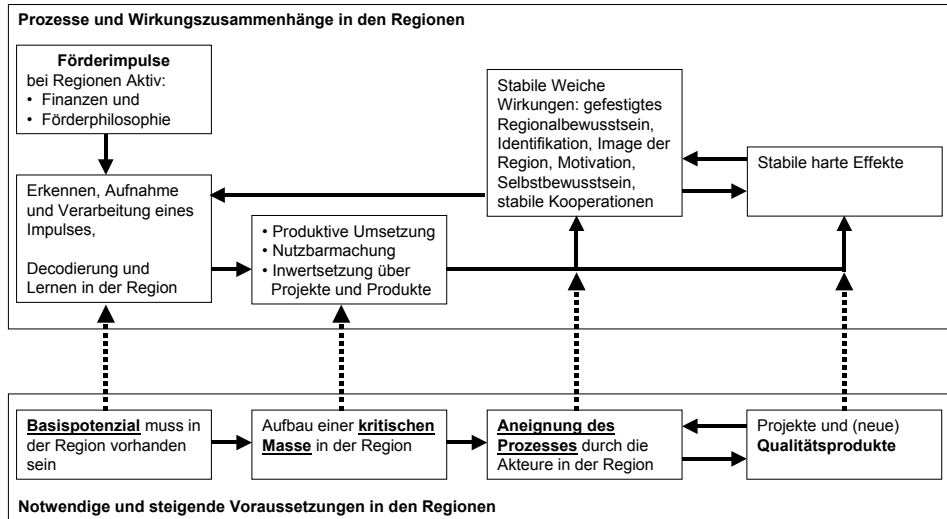 Prozesse und Wirkungszusammenhänge in den Regionen
Förderimpulse
bei Regionen Aktiv:
• Finanzen und
• Förderphilosophie
Erkennen, Aufnahme
und Verarbeitung eines
Impulses,
Decodierung und
Lernen in der Region
• Produktive Umsetzung
• Nutzbarmachung
• Inwertsetzung über
Projekte und Produkte
Stabile Weiche
Wirkungen: gefestigtes
Regionalbewusstsein,
Identifikation, Image der
Region, Motivation,
Selbstbewusstsein,
stabile Kooperationen
Stabile harte Effekte
Basispotenzial muss in
der Region vorhanden
sein
Aufbau einer kritischen
Masse in der Region
Aneignung des
Prozesses durch die
Akteure in der Region
Projekte und (neue)
Qualitätsprodukte
Notwendige und steigende Voraussetzungen in den Regionen